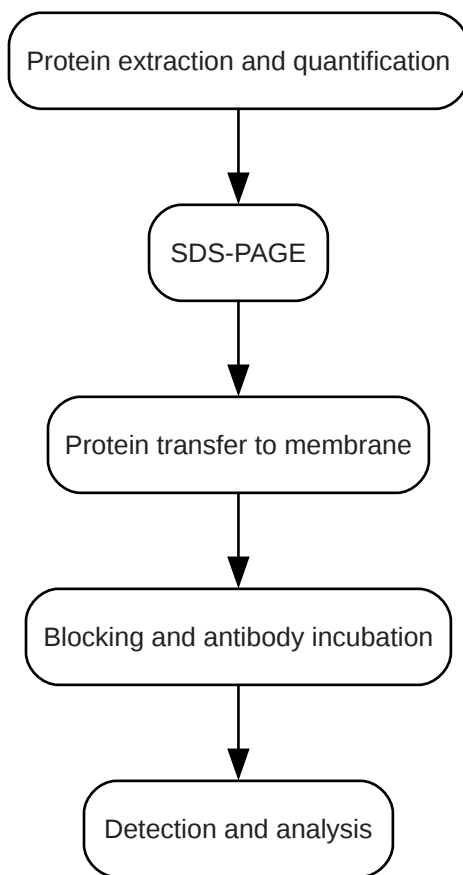 Protein extraction and quantification
SDS-PAGE
Protein transfer to membrane
Blocking and antibody incubation
Detection and analysis